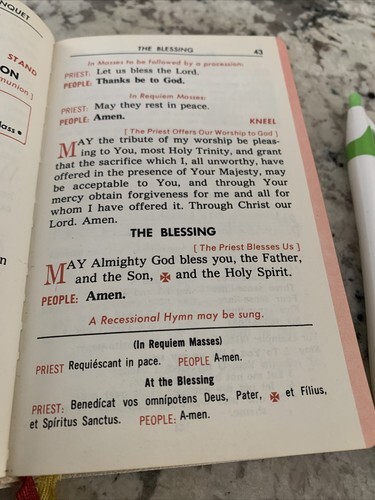 NQUET
STAND
ON
munion ]
lass •
n
THE BLESSING 43
In Masses to be followed by a procession:
PRIEST: Let us bless the Lord.
PEOPLE: Thanks be to God.
In Requiem Masses:
PRIEST: May they rest in peace.
PEOPLE: Amen. KNEEL
[ The Priest Offers Our Worship to God ]
MAY the tribute of my worship be pleas-
ing to You, most Holy Trinity, and grant
that the sacrifice which I, all unworthy, have
offered in the presence of Your Majesty, may
be acceptable to You, and through Your
mercy obtain forgiveness for me and all for
whom I have offered it. Through Christ our
Lord. Amen.
THE BLESSING
[ The Priest Blesses Us ]
MAY Almighty God bless you, the Father,
and the Son, ✠ and the Holy Spirit.
PEOPLE: Amen.
A Recessional Hymn may be sung.
(In Requiem Masses)
PRIEST Requiéscant in pace. PEOPLE A-men.
At the Blessing
PRIEST: Benedícat vos omnípotens Deus, Pater, ✠ et Fílius,
et Spíritus Sanctus. PEOPLE: A-men.